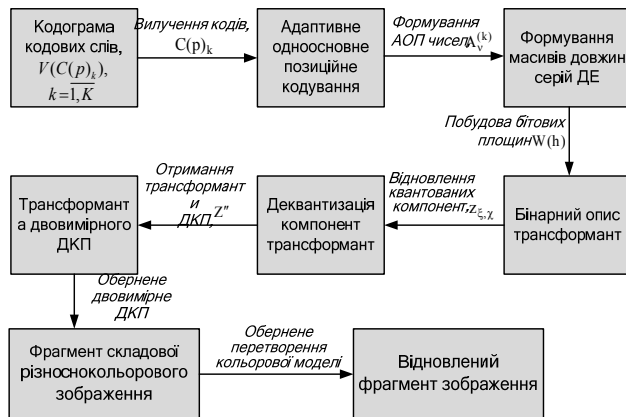 Кодограма
кодових слів,
V(C(p)k),
k=1,K
Вилучення кодів,
C(p)k
Адаптивне
одноосновне
позиційне
кодування
Формування
АОП чисел,
Aν(k)
Формування
масивів довжин
серій ДЕ
Побудова бітових
площин W(h)
Бінарний опис
трансформант
Відновлення
квантованих
компонент, zξ,χ
Деквантизація
компонент
трансформант
Отримання
трансформант
и
ДКП, Z″
Трансформант
а двовимірного
ДКП
Обернене
двовимірне
ДКП
Фрагмент складової
різноснокольорового
зображення
Обернене
перетворення
кольорової моделі
Відновлений
фрагмент зображення